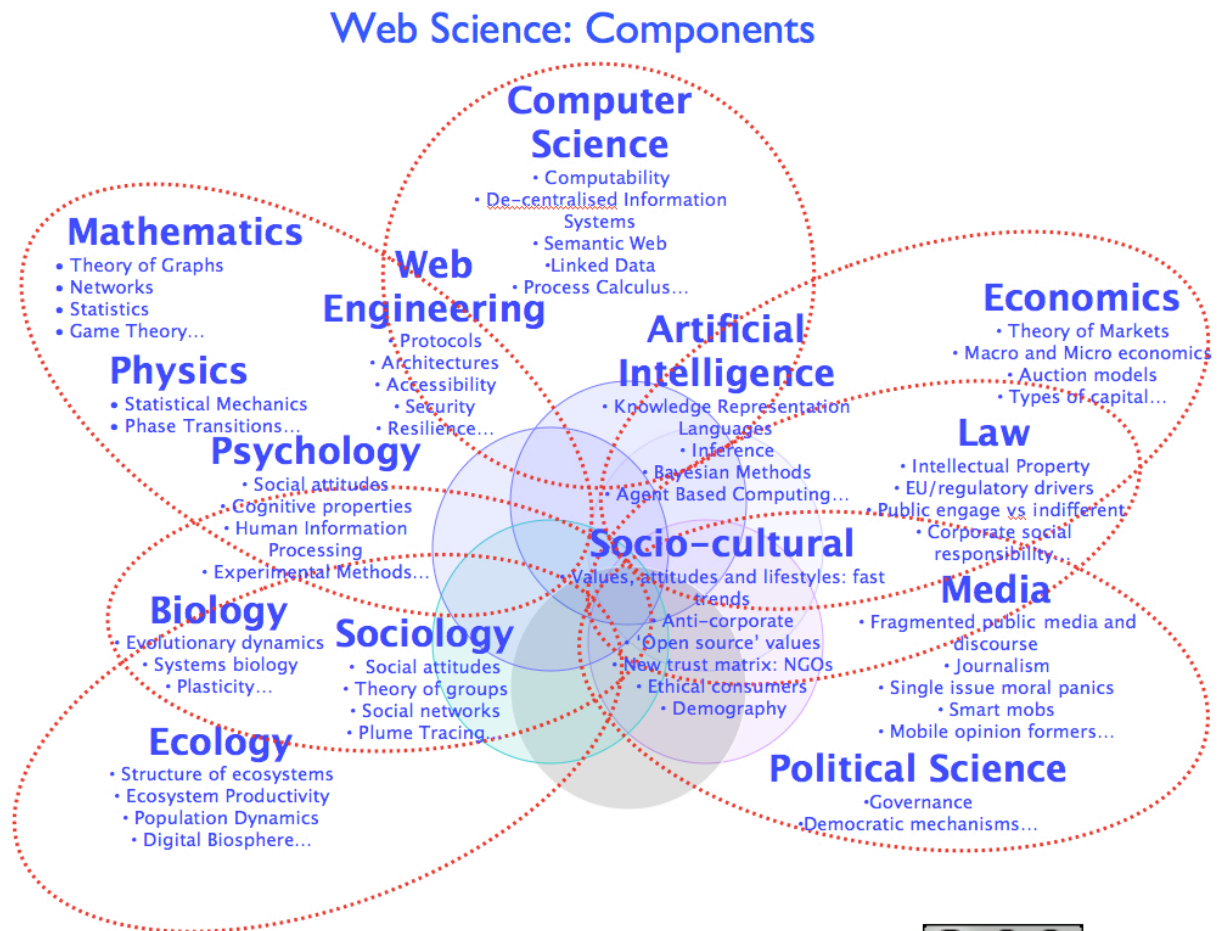 Web Science: Components
Computer
Science
• Computability
• De-centralised Information
Systems
• Semantic Web
•Linked Data
• Process Calculus...
Mathematics
• Theory of Graphs
• Networks
• Statistics
• Game Theory...
Physics
• Statistical Mechanics
• Phase Transitions...
Web
Engineering
• Protocols
• Architectures
• Accessibility
• Security
• Resilience...
Artificial
Intelligence
• Knowledge Representation
Languages
• Inference
• Bayesian Methods
• Agent Based Computing...
Economics
• Theory of Markets
• Macro and Micro economics
• Auction models
• Types of capital...
Law
• Intellectual Property
• EU/regulatory drivers
• Public engage vs indifferent
• Corporate social
responsibility...
Psychology
• Social attitudes
• Cognitive properties
• Human Information
Processing
• Experimental Methods...
Socio-cultural
• Values, attitudes and lifestyles: fast
trends
• Anti-corporate
• 'Open source' values
• New trust matrix: NGOs
• Ethical consumers
• Demography
Media
• Fragmented public media and
discourse
• Journalism
• Single issue moral panics
• Smart mobs
• Mobile opinion formers...
Biology
• Evolutionary dynamics
• Systems biology
• Plasticity...
Sociology
• Social attitudes
• Theory of groups
• Social networks
• Plume Tracing...
Ecology
• Structure of ecosystems
• Ecosystem Productivity
• Population Dynamics
• Digital Biosphere...
Political Science
•Governance
•Democratic mechanisms...